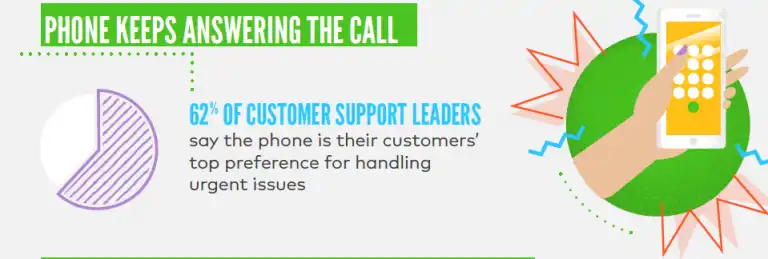 PHONE KEEPS ANSWERING THE CALL
62% OF CUSTOMER SUPPORT LEADERS
say the phone is their customers'
top preference for handling
urgent issues